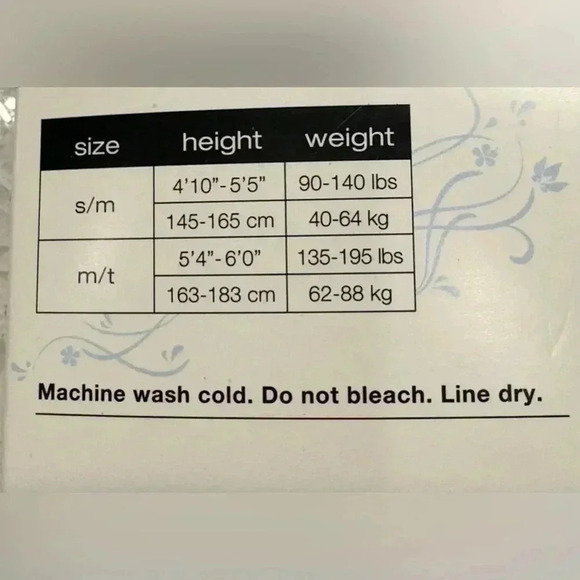 size height weight
s/m 4'10"-5'5" 90-140 lbs
145-165 cm 40-64 kg
m/t 5'4"-6'0" 135-195 lbs
163-183 cm 62-88 kg
Machine wash cold. Do not bleach. Line dry.